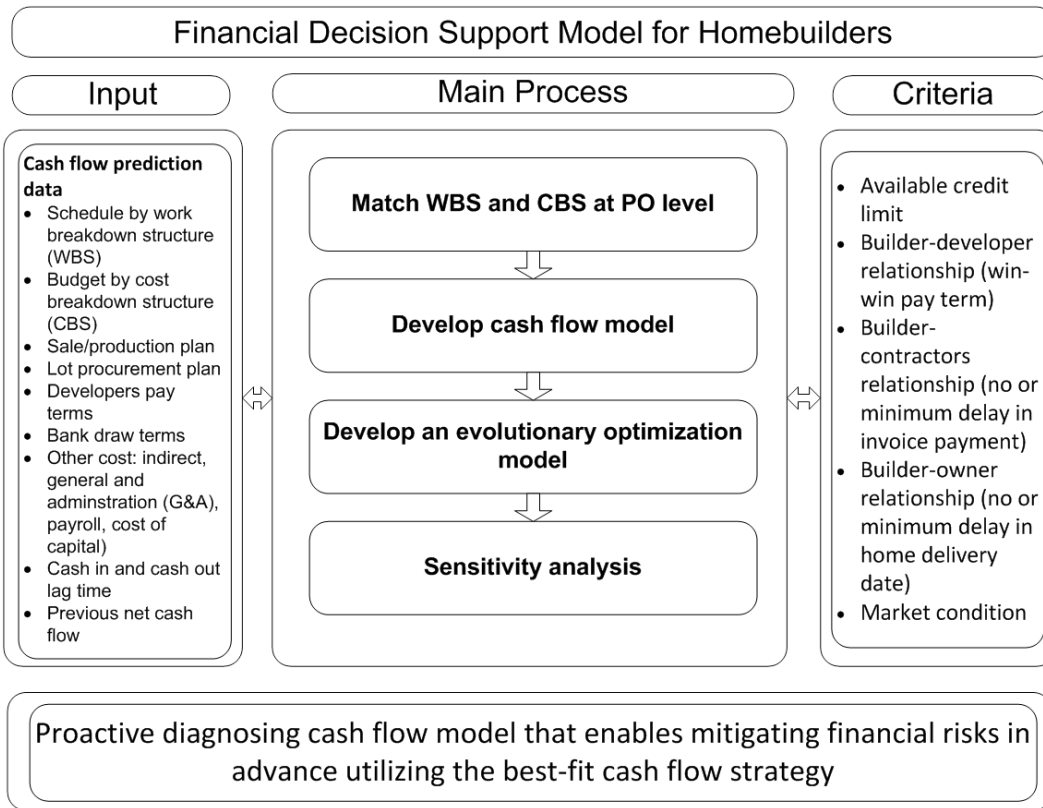 Financial Decision Support Model for Homebuilders
Input
Main Process
Criteria
Cash flow prediction
data
• Schedule by work
breakdown structure
(WBS)
• Budget by cost
breakdown structure
(CBS)
• Sale/production plan
• Lot procurement plan
• Developers pay
terms
• Bank draw terms
• Other cost: indirect,
general and
adminstration (G&A),
payroll, cost of
capital)
• Cash in and cash out
lag time
• Previous net cash
flow
Match WBS and CBS at PO level
Develop cash flow model
Develop an evolutionary optimization
model
Sensitivity analysis
• Available credit
limit
• Builder-developer
relationship (win-
win pay term)
• Builder-
contractors
relationship (no or
minimum delay in
invoice payment)
• Builder-owner
relationship (no or
minimum delay in
home delivery
date)
• Market condition
Proactive diagnosing cash flow model that enables mitigating financial risks in
advance utilizing the best-fit cash flow strategy